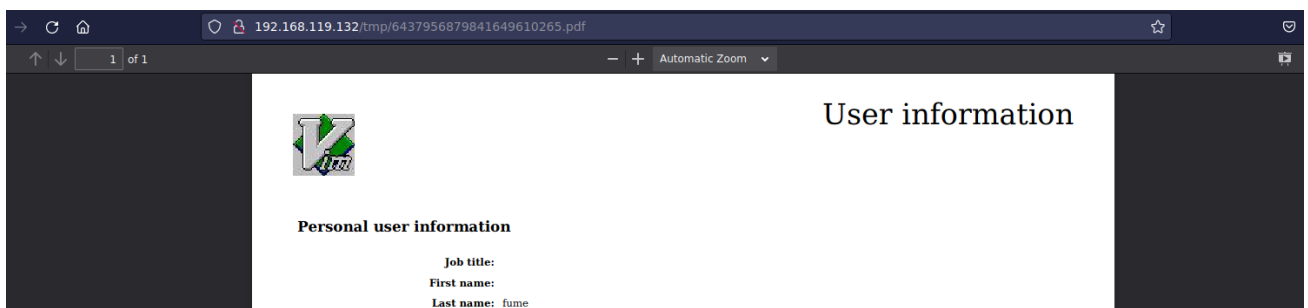 192.168.119.132/tmp/6437956879841649610265.pdf
1 of 1
Automatic Zoom
Vim
User information
Personal user information
Job title:
First name:
Last name: fume